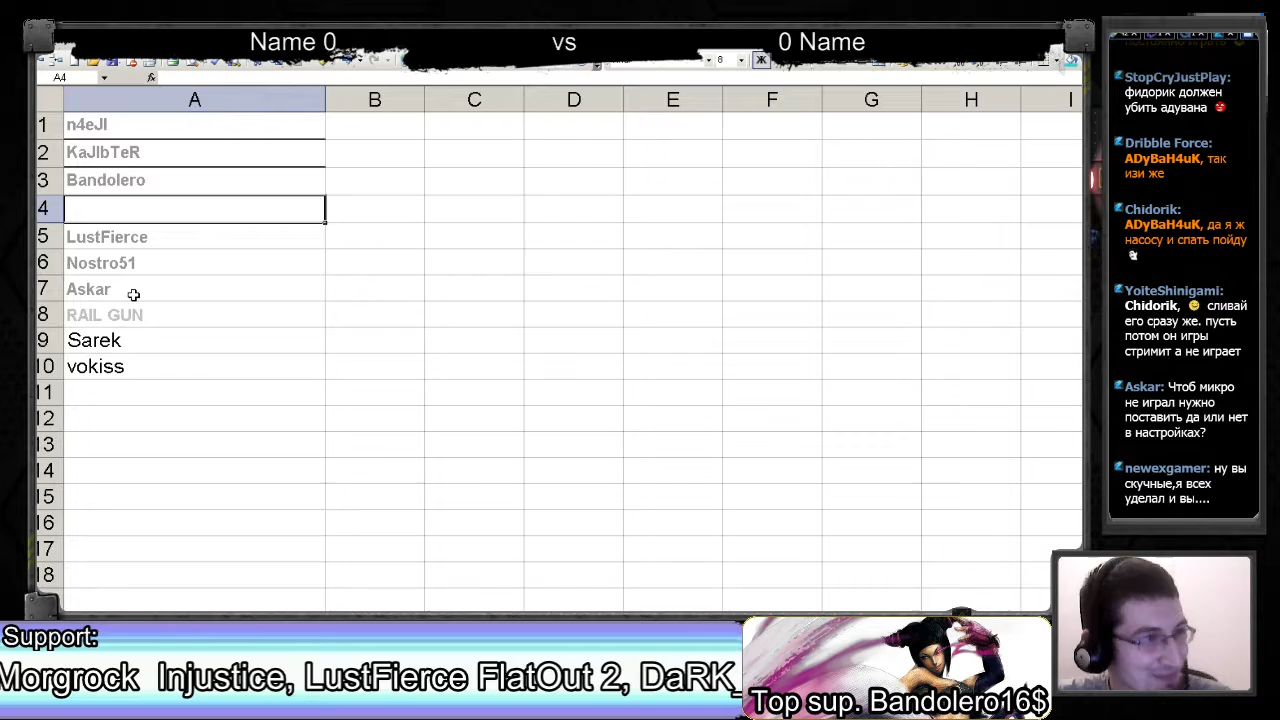 Name 0 vs 0 Name
A4
fx
8
Ж
A B C D E F G H I
1 n4eJl
2 KaJlbTeR
3 Bandolero
4
5 LustFierce
6 Nostro51
7 Askar
8 RAIL GUN
9 Sarek
10 vokiss
11
12
13
14
15
16
17
18
StopCryJustPlay:
фидорик должен
убить адувана
Dribble Force:
ADyBaH4uK, так
изи же
Chidorik:
ADyBaH4uK, да я ж
насосу и спать пойду
YoiteShinigami:
Chidorik, сливай
его сразу же. пусть
потом он игры
стримит а не играет
Askar: Чтоб микро
не играл нужно
поставить да или нет
в настройках?
newexgamer: ну вы
скучные,я всех
уделал и вы....
Support:
Morgrock Injustice, LustFierce FlatOut 2, DaRK_
Top sup. Bandolero16$